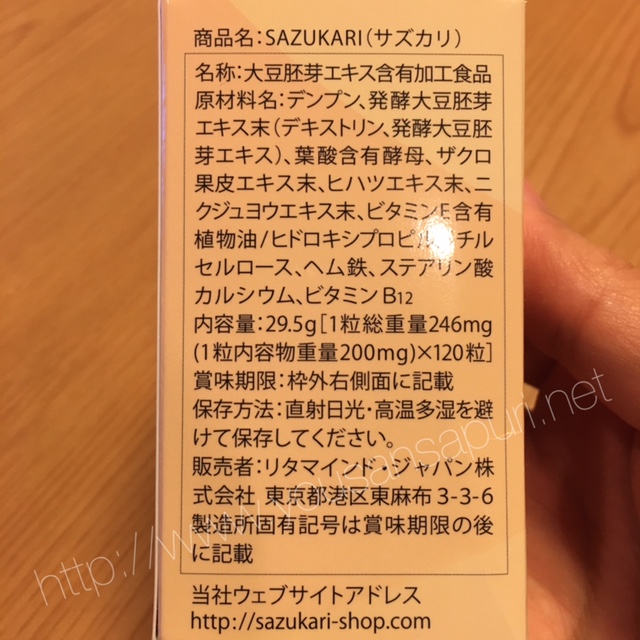 商品名：SAZUKARI（サズカリ）
名称：大豆胚芽エキス含有加工食品
原材料名：デンプン、発酵大豆胚芽
エキス末（デキストリン、発酵大豆胚
芽エキス）、葉酸含有酵母、ザクロ
果皮エキス末、ヒハツエキス末、ニ
クジュヨウエキス末、ビタミンE含有
植物油/ヒドロキシプロピル チル
セルロース、ヘム鉄、ステアリン酸
カルシウム、ビタミンB12
内容量：29.5g［1粒総重量246mg
（1粒内容物重量200mg）×120粒］
賞味期限：枠外右側面に記載
保存方法：直射日光・高温多湿を避
けて保存してください。
販売者：リタマインド・ジャパン株
式会社 東京都港区東麻布3-3-6
製造所固有記号は賞味期限の後
に記載
当社ウェブサイトアドレス
http://sazukari-shop.com
http://www.yousansapuri.net